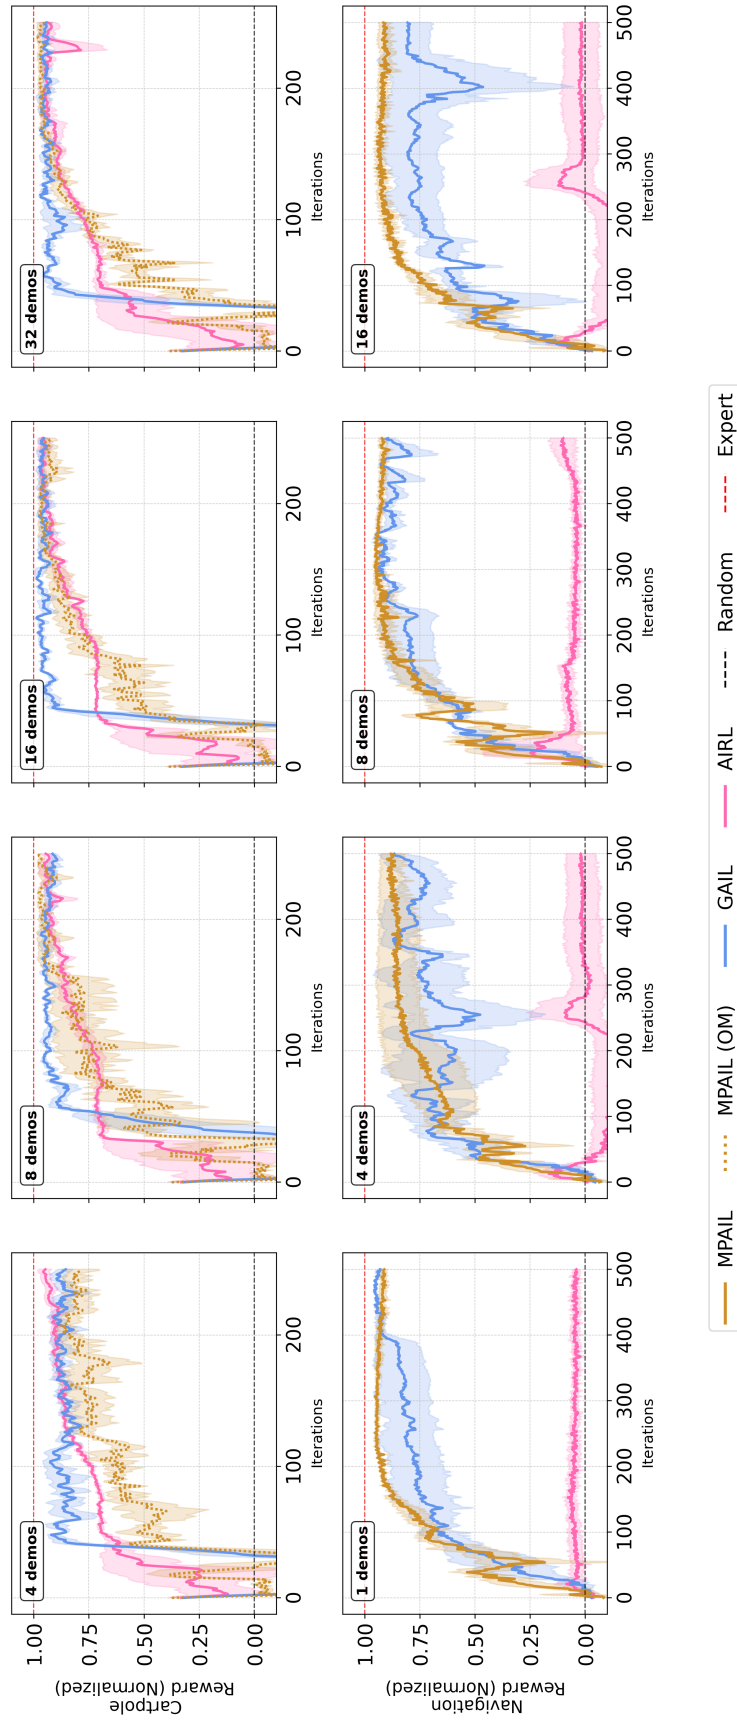 Cartpole
Reward (Normalized)
1.00
0.75
0.50
0.25
0.00
4 demos
0
100
200
Iterations
8 demos
0
100
200
Iterations
16 demos
0
100
200
Iterations
32 demos
0
100
200
Iterations
Navigation
Reward (Normalized)
1.00
0.75
0.50
0.25
0.00
1 demos
0
100
200
300
400
500
Iterations
4 demos
0
100
200
300
400
500
Iterations
8 demos
0
100
200
300
400
500
Iterations
16 demos
0
100
200
300
400
500
Iterations
MPAIL
MPAIL (OM)
GAIL
AIRL
Random
Expert